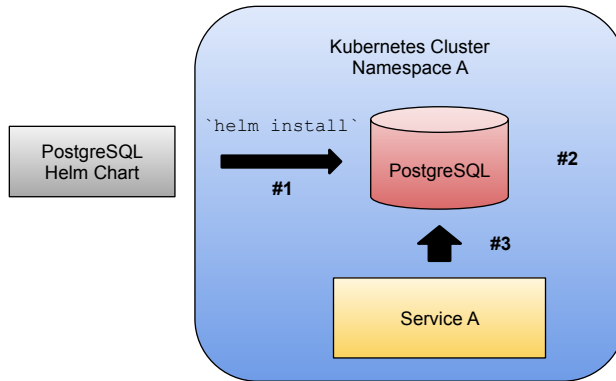 Kubernetes Cluster
Namespace A
`helm install`
PostgreSQL
Helm Chart
#1
PostgreSQL
#2
#3
Service A